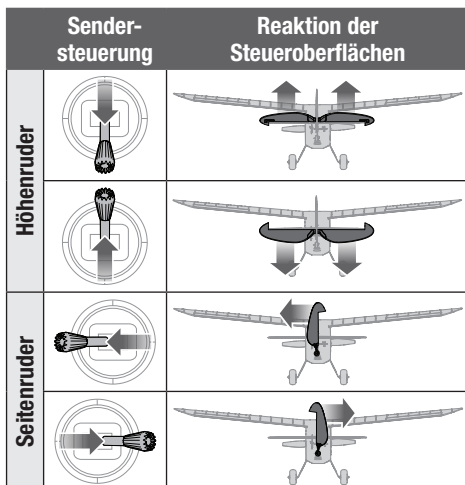 Sender-
steuerung
Reaktion der
Steueroberflächen
Höhenruder
Seitenruder